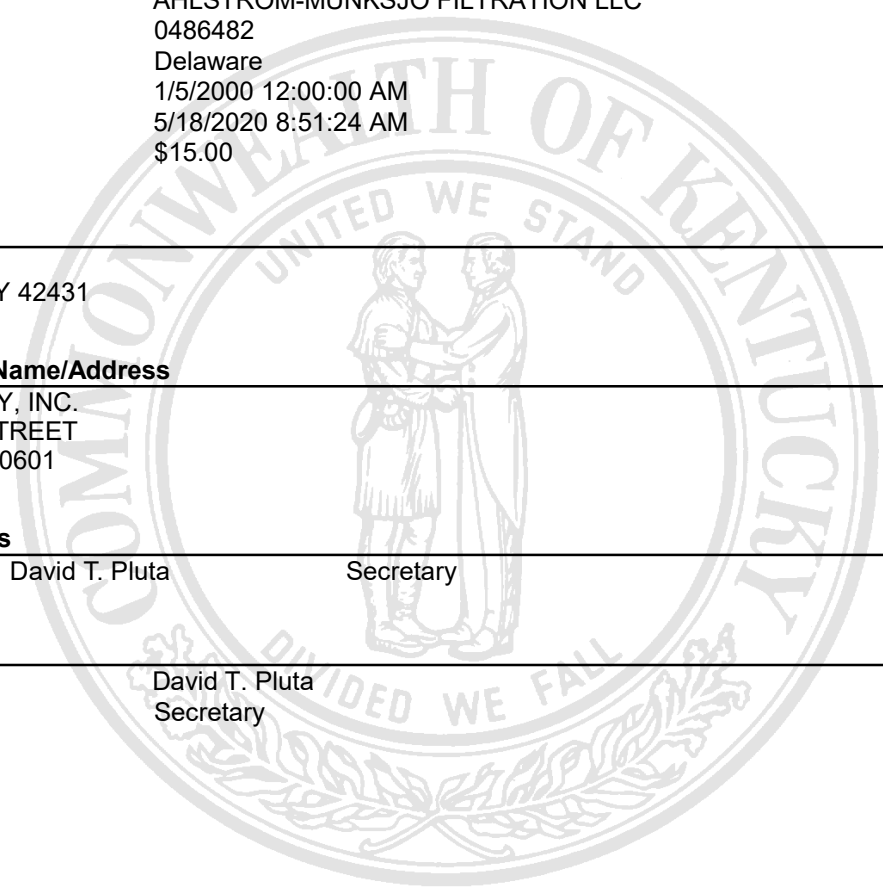 AHLSTROM-MUNKSJO FILTRATION LLC
0486482
Delaware
1/5/2000 12:00:00 AM
5/18/2020 8:51:24 AM
$15.00
COMMONWEALTH OF KENTUCKY
UNITED WE STAND
Y 42431
Name/Address
Y, INC.
TREET
0601
s
David T. Pluta Secretary
DIVIDED WE FALL
David T. Pluta
Secretary